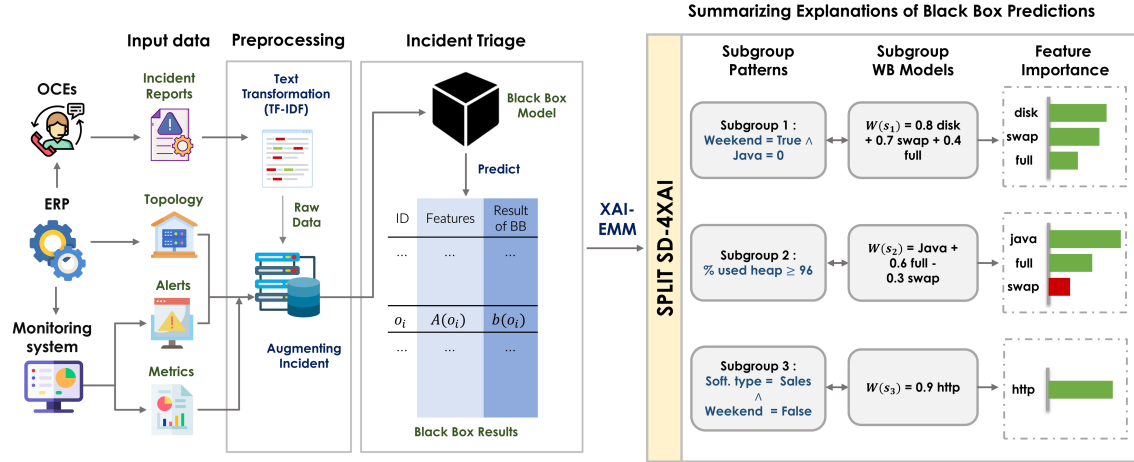 Summarizing Explanations of Black Box Predictions
Input data
Preprocessing
Incident Triage
OCEs
ERP
Monitoring
system
Incident
Reports
Topology
Alerts
Metrics
Text
Transformation
(TF-IDF)
Raw
Data
Augmenting
Incident
Black Box
Model
Predict
ID Features Result
of BB
... ... ...
o_i A(o_i) b(o_i)
... ... ...
Black Box Results
XAI-
EMM
SPLIT SD-4XAI
Subgroup
Patterns
Subgroup
WB Models
Feature
Importance
Subgroup 1 :
Weekend = True ∧
Java = 0
W(s₁) = 0.8 disk
+ 0.7 swap + 0.4
full
disk
swap
full
Subgroup 2 :
% used heap ≥ 96
W(s₂) = Java +
0.6 full -
0.3 swap
java
full
swap
Subgroup 3 :
Soft. type = Sales
∧
Weekend = False
W(s₃) = 0.9 http
http